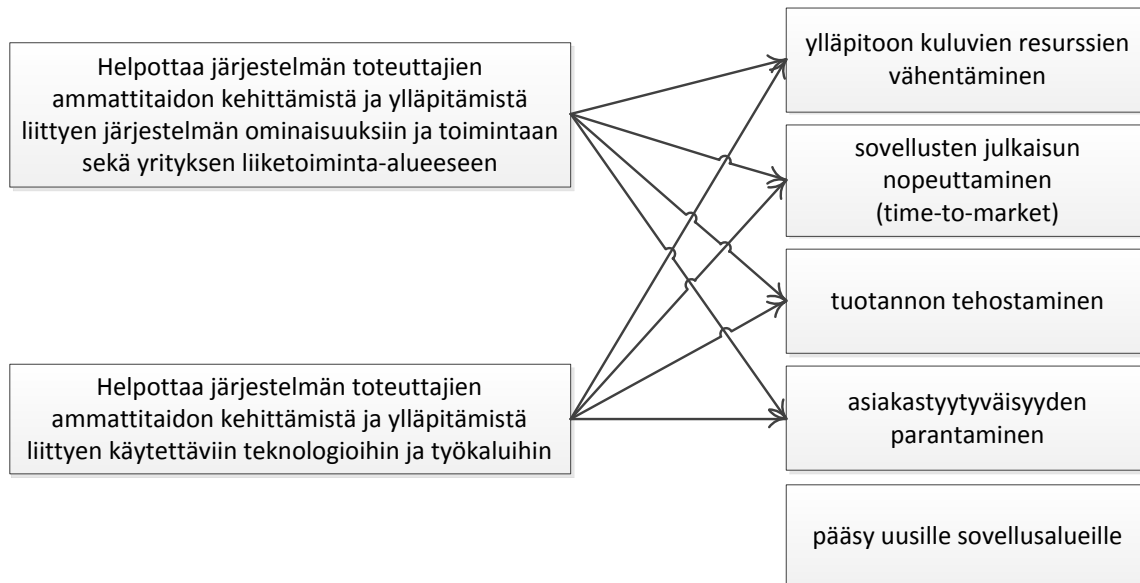 Helpottaa järjestelmän toteuttajien
ammattitaidon kehittämistä ja ylläpitämistä
liittyen järjestelmän ominaisuuksiin ja toimintaan
sekä yrityksen liiketoiminta-alueeseen
Helpottaa järjestelmän toteuttajien
ammattitaidon kehittämistä ja ylläpitämistä
liittyen käytettäviin teknologioihin ja työkaluihin
ylläpitoon kuluvien resurssien
vähentäminen
sovellusten julkaisun
nopeuttaminen
(time-to-market)
tuotannon tehostaminen
asiakastyytyväisyyden
parantaminen
pääsy uusille sovellusalueille